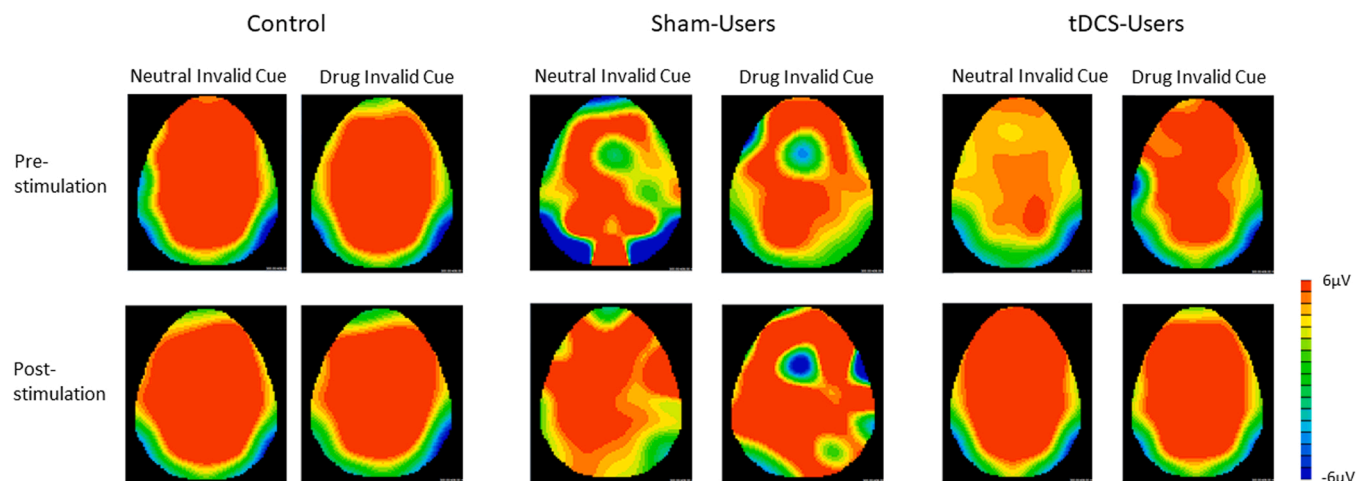 Control Sham-Users tDCS-Users
Neutral Invalid Cue Drug Invalid Cue Neutral Invalid Cue Drug Invalid Cue Neutral Invalid Cue Drug Invalid Cue
Pre-
stimulation
6µV
Post-
stimulation
-6µV